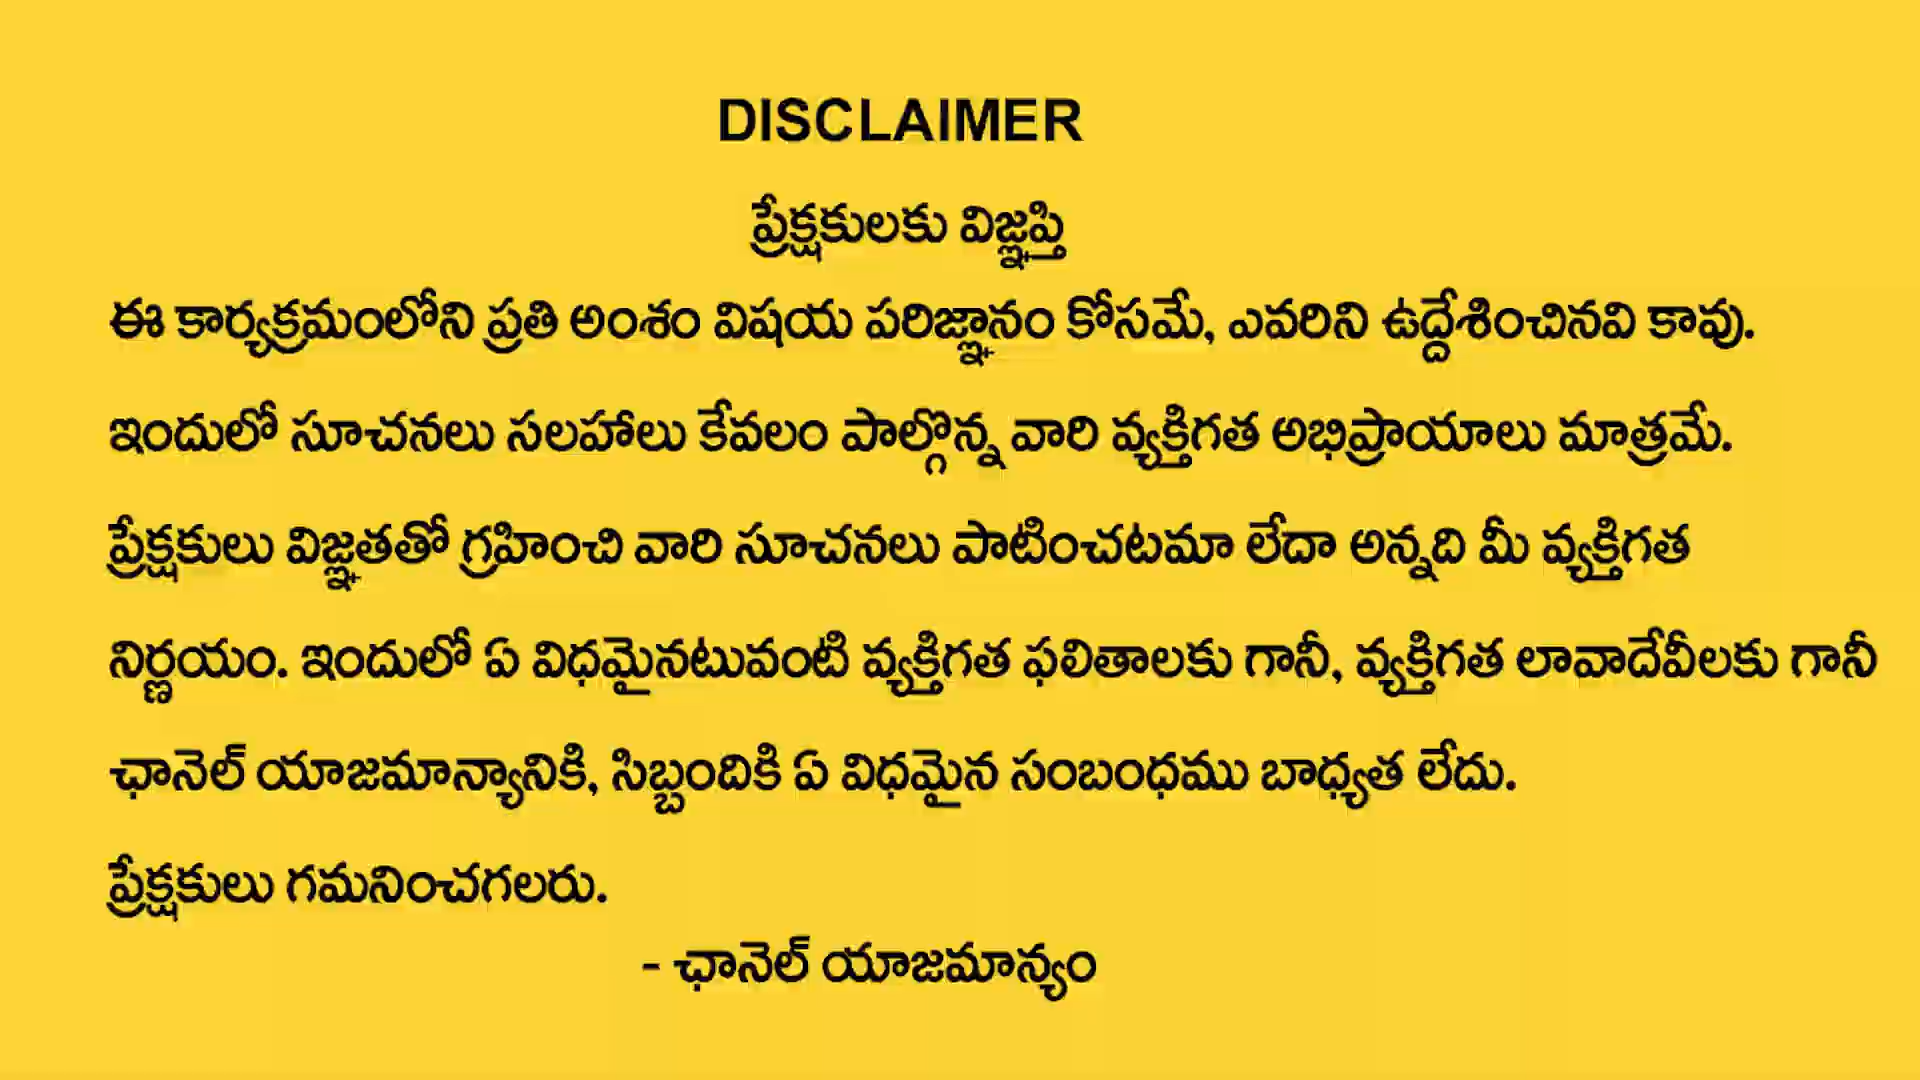 DISCLAIMER
ప్రేక్షకులకు విజ్ఞప్తి
ఈ కార్యక్రమంలోని ప్రతి అంశం విషయ పరిజ్ఞానం కోసమే, ఎవరిని ఉద్దేశించినవి కావు.
ఇందులో సూచనలు సలహాలు కేవలం పాల్గొన్న వారి వ్యక్తిగత అభిప్రాయాలు మాత్రమే.
ప్రేక్షకులు విజ్ఞతతో గ్రహించి వారి సూచనలు పాటించటమా లేదా అన్నది మీ వ్యక్తిగత
నిర్ణయం. ఇందులో ఏ విధమైనటువంటి వ్యక్తిగత ఫలితాలకు గానీ, వ్యక్తిగత లావాదేవీలకు గానీ
ఛానెల్ యాజమాన్యానికి, సిబ్బందికి ఏ విధమైన సంబంధము బాధ్యత లేదు.
ప్రేక్షకులు గమనించగలరు.
- ఛానెల్ యాజమాన్యం